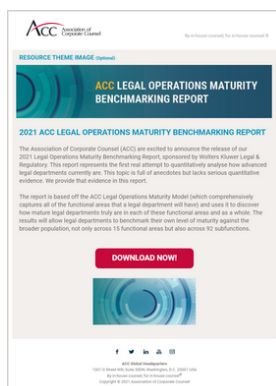 ACC Association of
Corporate Counsel
By in-house counsel, for in-house counsel.®
RESOURCE THEME IMAGE (Optional)
ACC LEGAL OPERATIONS MATURITY
BENCHMARKING REPORT
2021 ACC LEGAL OPERATIONS MATURITY BENCHMARKING REPORT
The Association of Corporate Counsel (ACC) are excited to announce the release of our
2021 Legal Operations Maturity Benchmarking Report, sponsored by Wolters Kluwer Legal &
Regulatory. This report represents the first real attempt to quantitatively analyse how advanced
legal departments currently are. This topic is full of anecdotes but lacks serious quantitative
evidence. We provide that evidence in this report.
The report is based off the ACC Legal Operations Maturity Model (which comprehensively
captures all of the functional areas that a legal department will have) and uses it to discover
how mature legal departments truly are in each of these functional areas and as a whole. The
results will allow legal departments to benchmark their own level of maturity against the
broader population, not only across 15 functional areas but also across 92 subfunctions.
DOWNLOAD NOW!
ACC Global Headquarters
By in-house counsel, for in-house counsel®
Copyright © 2021 Association of Corporate Counsel